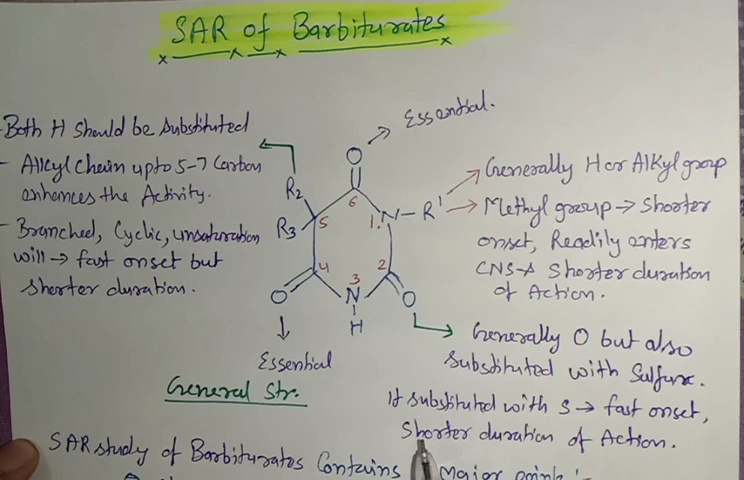 SAR of Barbiturates
Both H should be substituted
- Alkyl Chain upto 5-7 Carbon
enhances the Activity.
- Branched, Cyclic, unsaturation
will → fast onset but
Shorter duration.
Essential.
O
R2
R3
5
6
1.
N - R'
4
3
2
O
N
H
O
Essential
General Str.
Generally H or Alkyl group
Methyl group → Shorter
onset, Readily enters
CNS → Shorter duration
of Action.
Generally O but also
Substituted with Sulfur.
If substituted with S → fast onset,
Shorter duration of Action.
SAR study of Barbiturates Contains Major